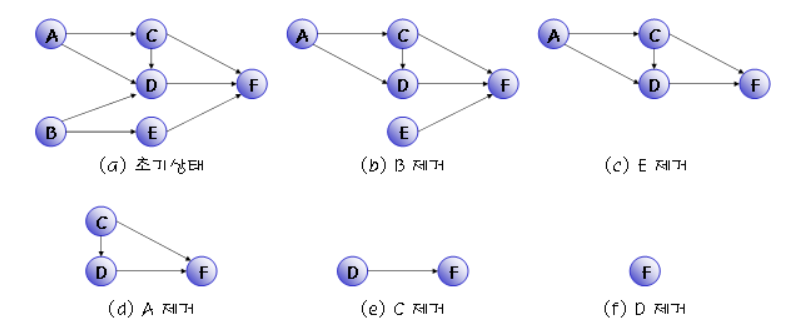 A C A C A C
D F D F D F
B E E
(a) 초기상태 (b) B 제거 (c) E 제거
C
D F D F F
(d) A 제거 (e) C 제거 (f) D 제거